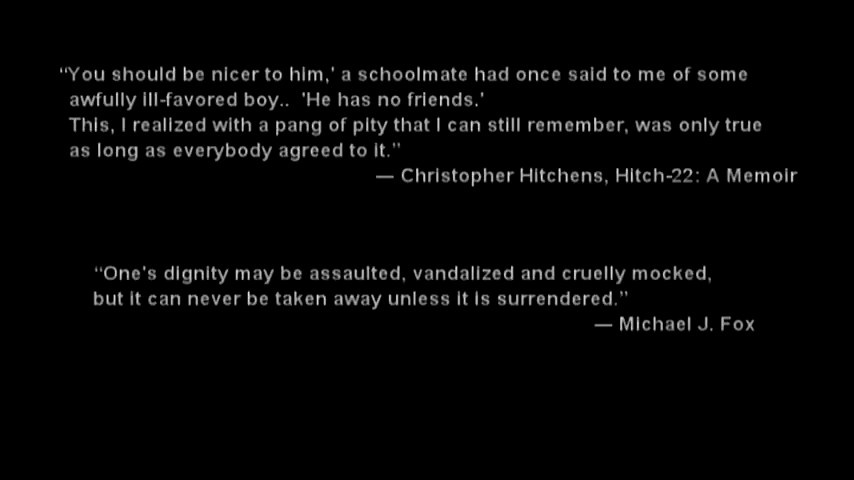 “You should be nicer to him,' a schoolmate had once said to me of some
awfully ill-favored boy..  'He has no friends.'
This, I realized with a pang of pity that I can still remember, was only true
as long as everybody agreed to it.”
— Christopher Hitchens, Hitch-22: A Memoir
“One's dignity may be assaulted, vandalized and cruelly mocked,
but it can never be taken away unless it is surrendered.”
— Michael J. Fox